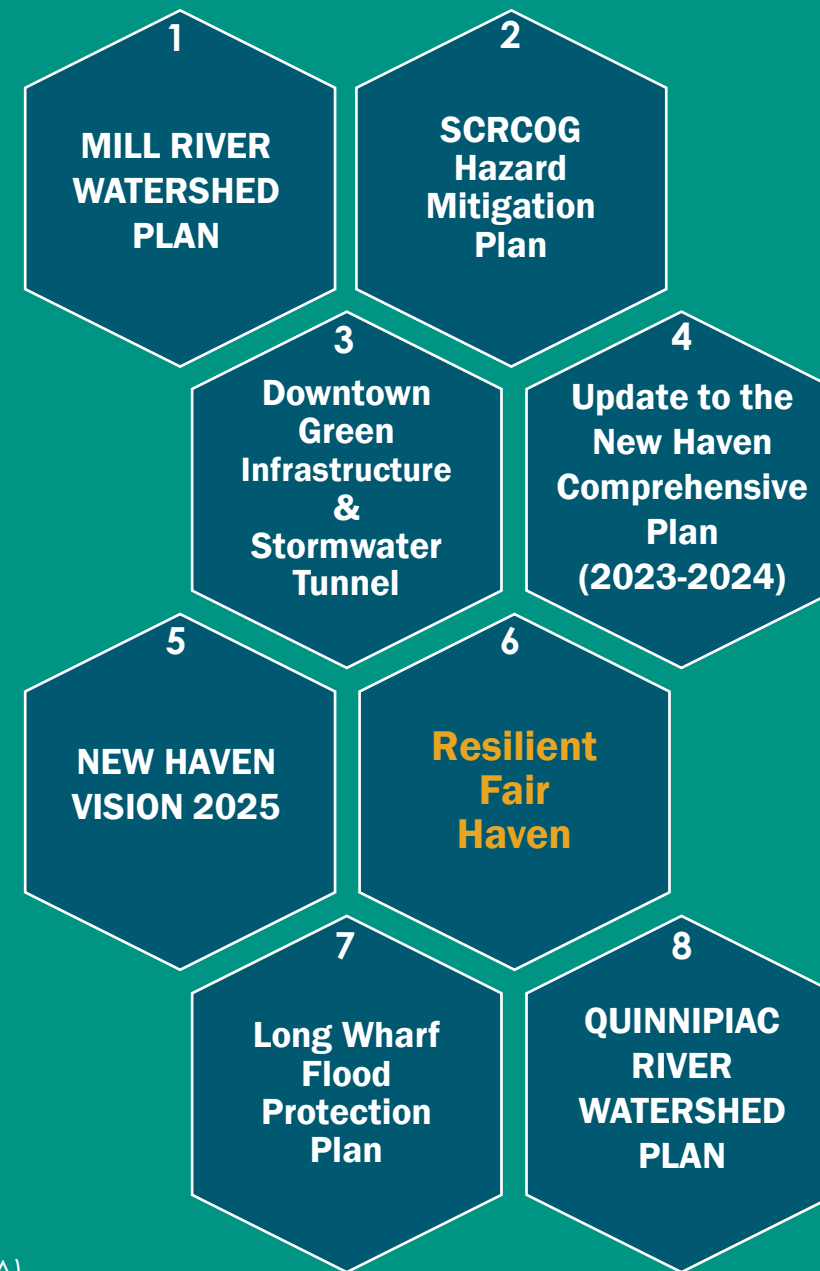 1
MILL RIVER
WATERSHED
PLAN
2
SCRCOG
Hazard
Mitigation
Plan
3
Downtown
Green
Infrastructure
&
Stormwater
Tunnel
4
Update to the
New Haven
Comprehensive
Plan
(2023-2024)
5
NEW HAVEN
VISION 2025
6
Resilient
Fair
Haven
7
Long Wharf
Flood
Protection
Plan
8
QUINNIPIAC
RIVER
WATERSHED
PLAN